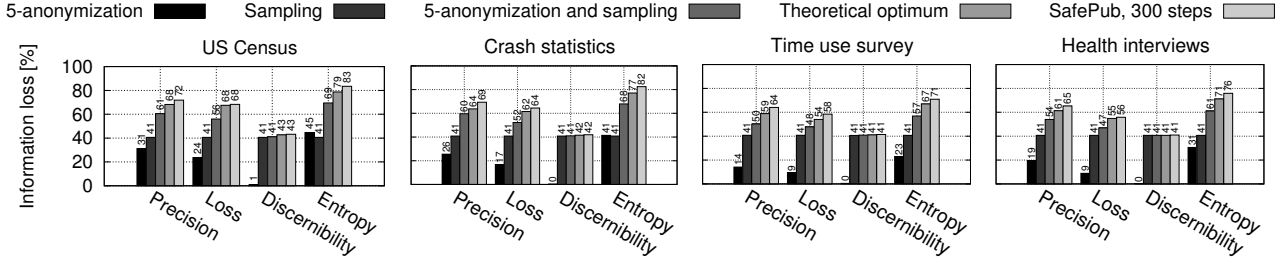 5-anonymization Sampling 5-anonymization and sampling Theoretical optimum SafePub, 300 steps
US Census Crash statistics Time use survey Health interviews
Information loss [%]
100
80
60
40
20
0
31 41 61 68 72 24 41 56 68 68 1 41 41 43 43 45 41 69 79 83
26 41 60 64 69 17 41 52 62 64 0 41 41 42 42 41 41 68 77 82
14 41 50 59 64 9 41 48 54 58 0 41 41 41 41 23 41 57 67 71
19 41 54 61 65 9 41 47 55 56 0 41 41 41 41 31 41 61 71 76
Precision Loss Discernibility Entropy
Precision Loss Discernibility Entropy
Precision Loss Discernibility Entropy
Precision Loss Discernibility Entropy